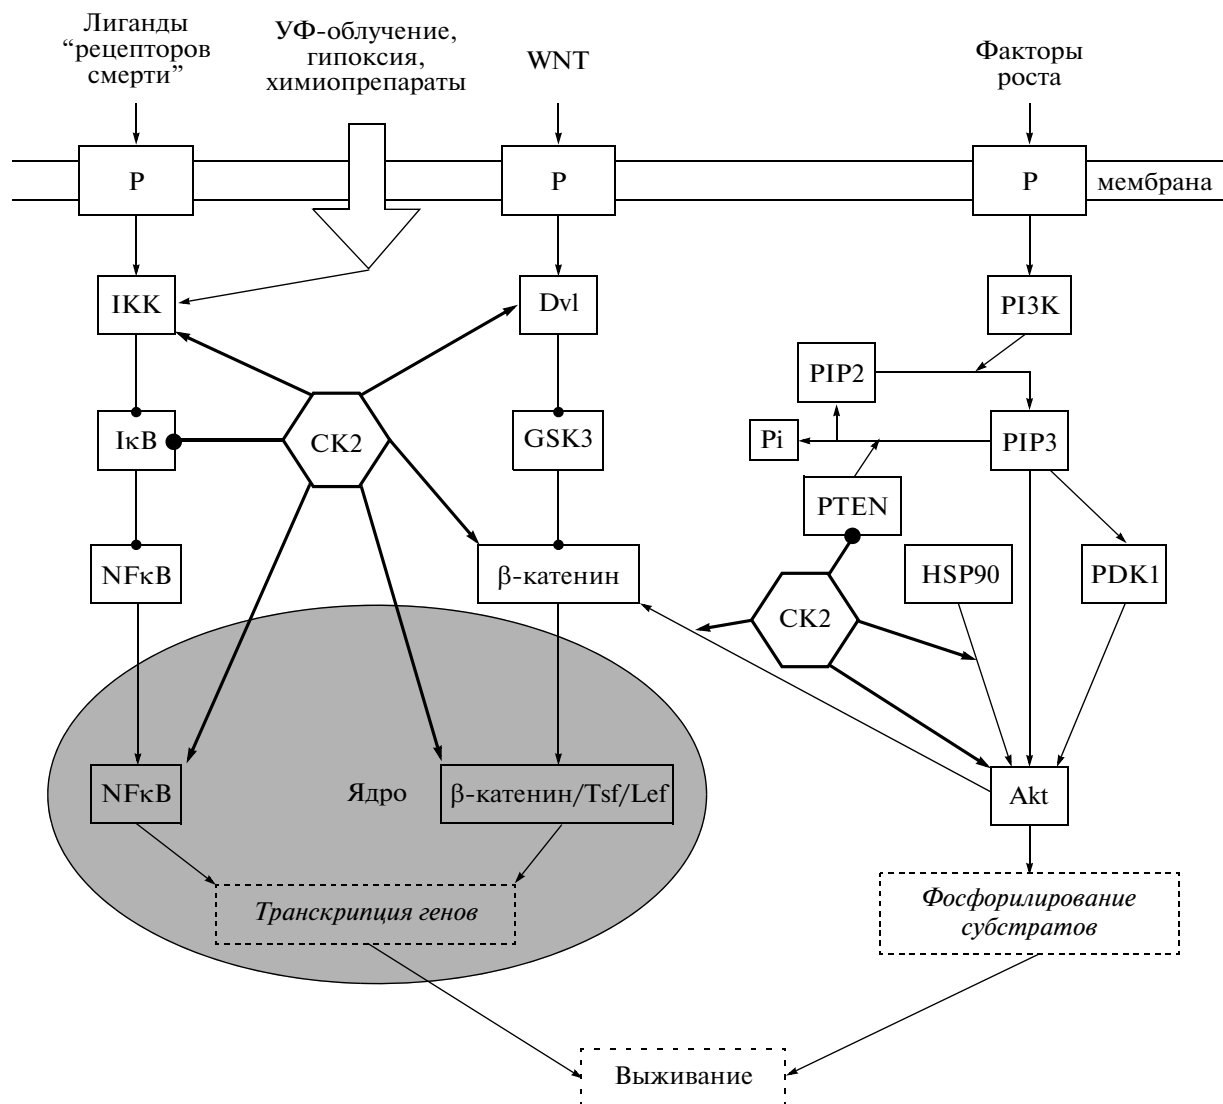 Лиганды
“рецепторов
смерти”
УФ-облучение,
гипоксия,
химиопрепараты
WNT
Факторы
роста
Р
Р
Р
мембрана
IKK
Dvl
PI3K
PIP2
IκB
CK2
GSK3
Pi
PIP3
PTEN
NFκB
β-катенин
HSP90
PDK1
CK2
NFκB
Ядро
β-катенин/Tsf/Lef
Akt
Транскрипция генов
Фосфорилирование
субстратов
Выживание